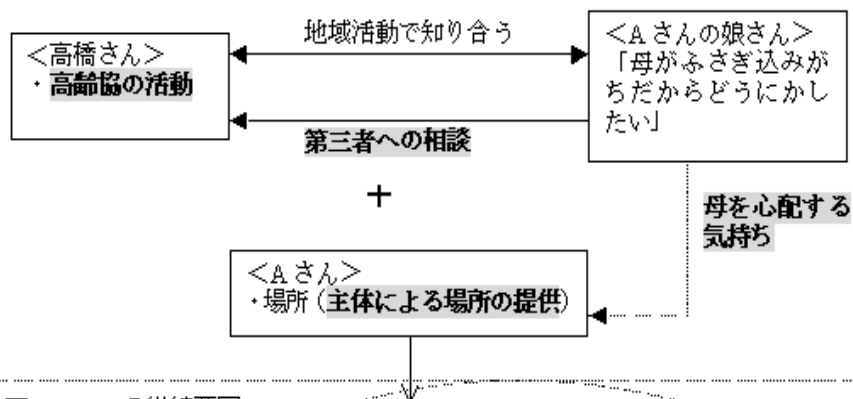 <高橋さん>
・高齢協の活動
地域活動で知り合う
<Aさんの娘さん>
「母がふさぎ込みが
ちだからどうにかし
たい」
第三者への相談
+
母を心配する
気持ち
<Aさん>
・場所(主体による場所の提供)